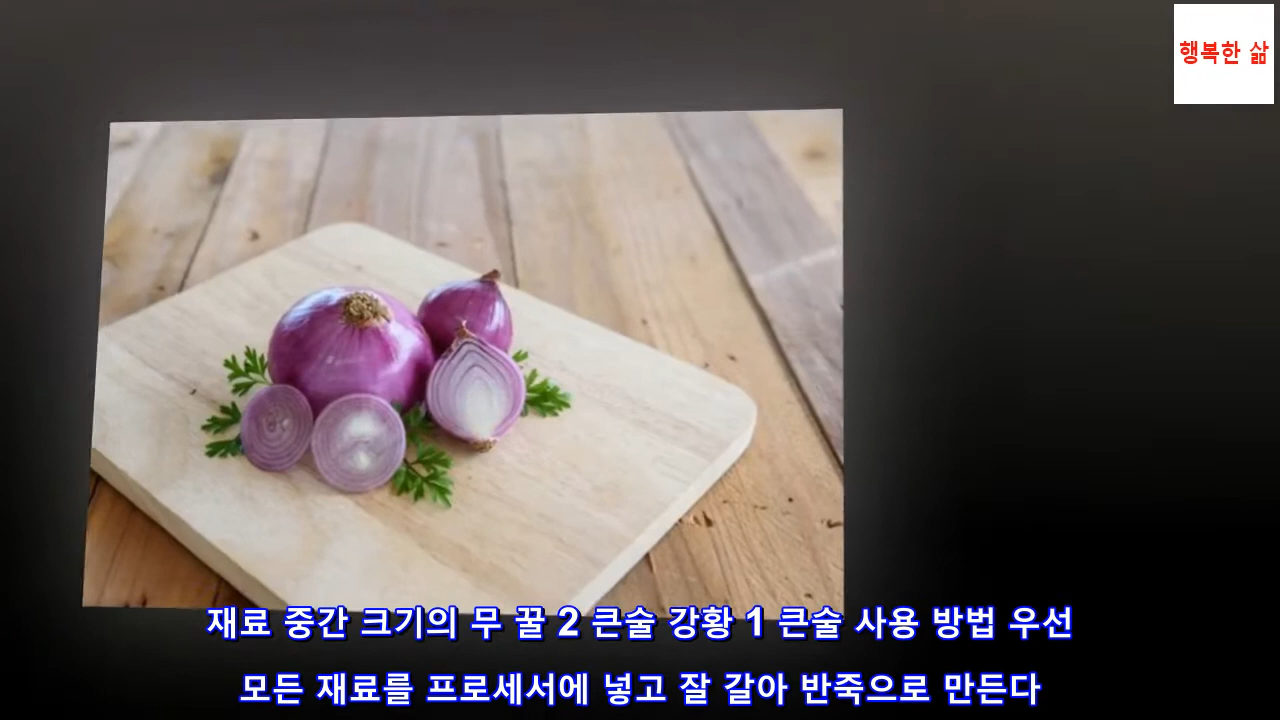 행복한 삶
재료 중간 크기의 무 꿀 2 큰술 강황 1 큰술 사용 방법 우선
모든 재료를 프로세서에 넣고 잘 갈아 반죽으로 만든다